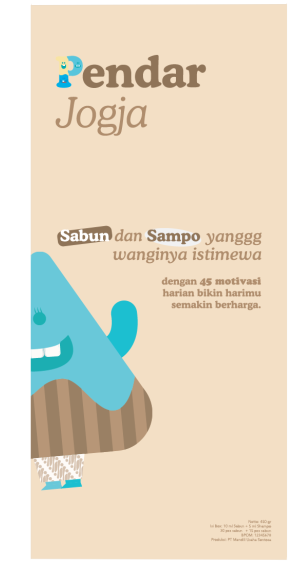 Pendar
Jogja
Sabun dan Sampo yanggg
wanginya istimewa
dengan 45 motivasi
harian bikin harimu
semakin berharga.